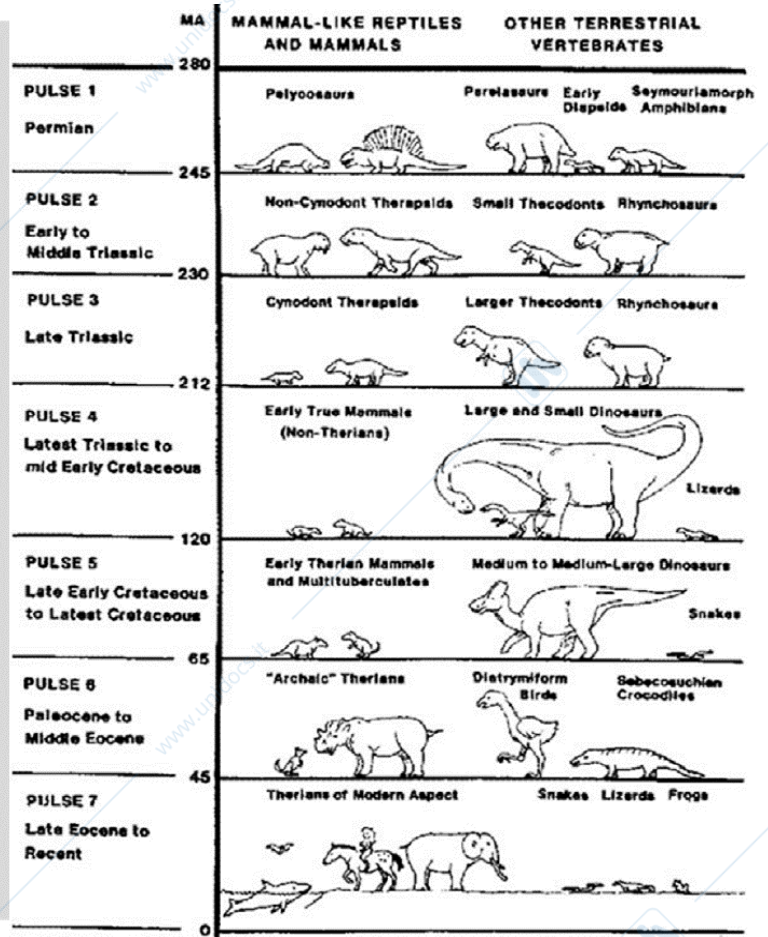 MA
MAMMAL-LIKE REPTILES
AND MAMMALS
OTHER TERRESTRIAL
VERTEBRATES
280
PULSE 1
Permian
Pelycosaurs
Pareiasaurs
Early
Diapsids
Seymouriamorph
Amphibians
245
PULSE 2
Early to
Middle Triassic
Non-Cynodont Therapsids
Small Thecodonts
Rhynchosaurs
230
PULSE 3
Late Triassic
Cynodont Therapsids
Larger Thecodonts
Rhynchosaurs
212
PULSE 4
Latest Triassic to
mid Early Cretaceous
Early True Mammals
(Non-Therians)
Large and Small Dinosaurs
Lizards
120
PULSE 5
Late Early Cretaceous
to Latest Cretaceous
Early Therian Mammals
and Multituberculates
Medium to Medium-Large Dinosaurs
Snakes
65
PULSE 6
Paleocene to
Middle Eocene
"Archaic" Therians
Diatrymiform
Birds
Sebecosuchian
Crocodiles
45
PULSE 7
Late Eocene to
Recent
Therians of Modern Aspect
Snakes Lizards Frogs
0
www.unidocs.it